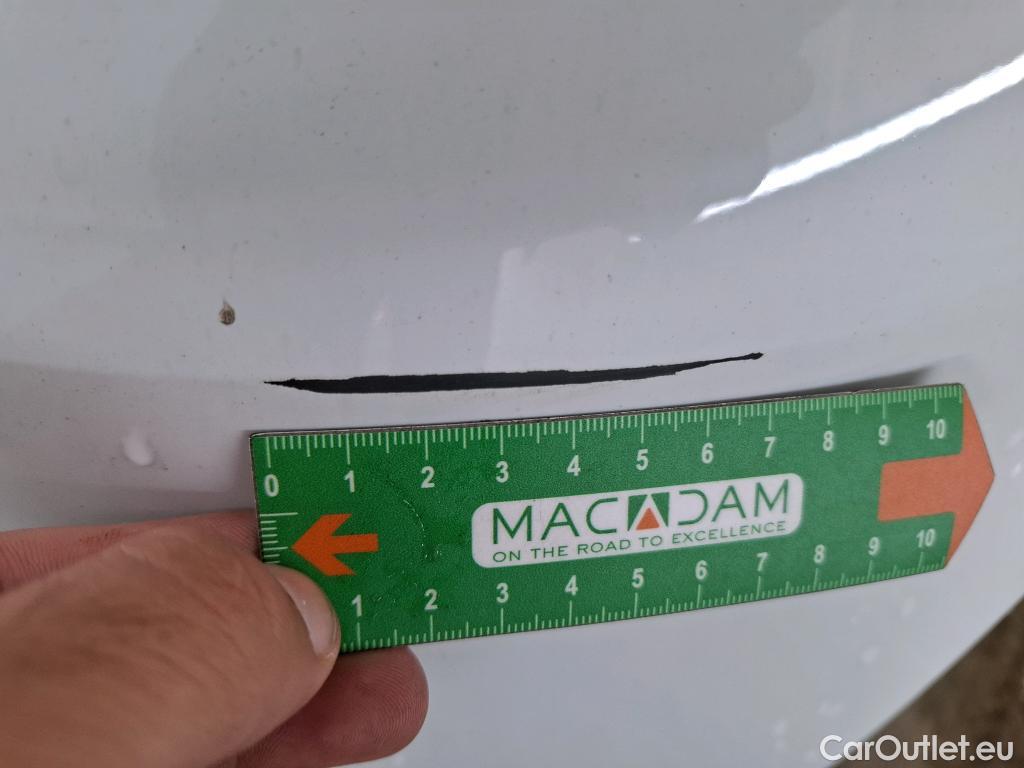 0 1 2 3 4 5 6 7 8 9 10
MACADAM
ON THE ROAD TO EXCELLENCE
1 2 3 4 5 6 7 8 9 10
CarOutlet.eu